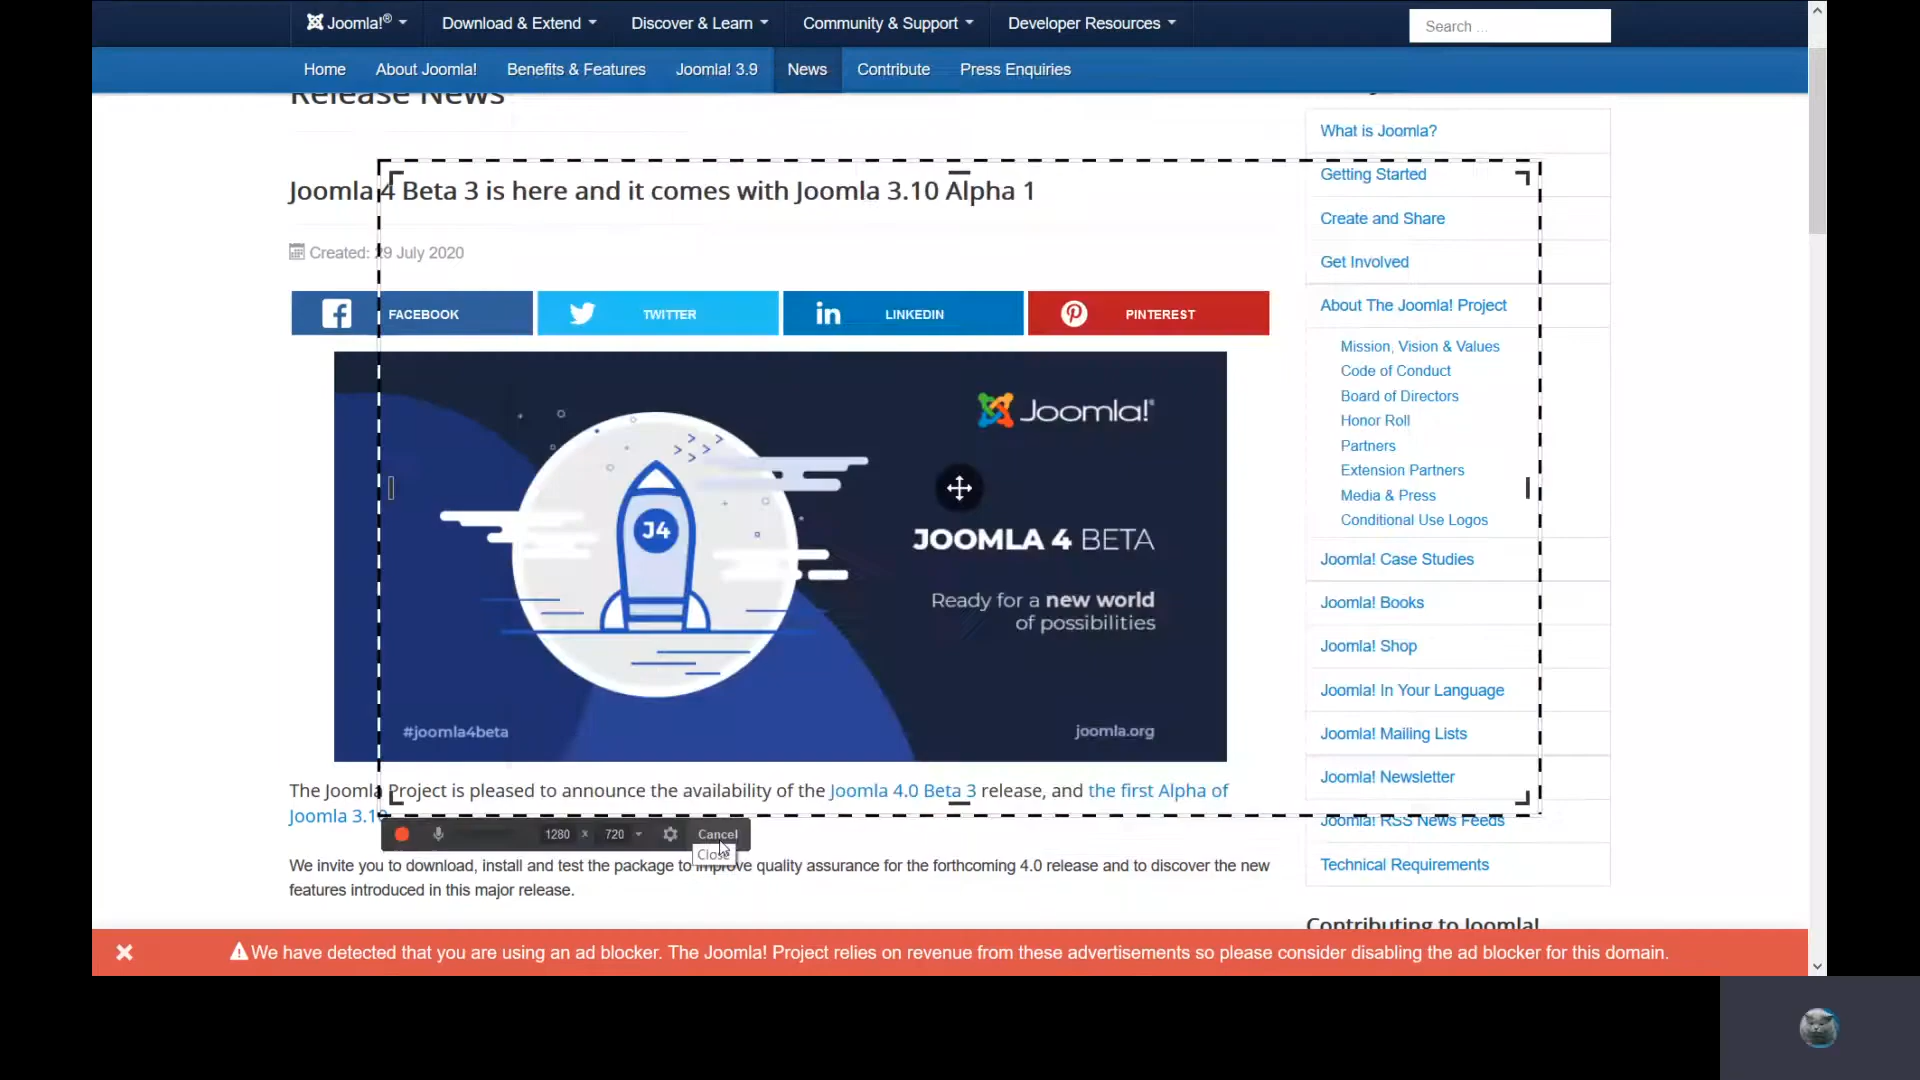 Joomla!®
Download & Extend
Discover & Learn
Community & Support
Developer Resources
Search ...
Home
About Joomla!
Benefits & Features
Joomla! 3.9
News
Contribute
Press Enquiries
Release News
Joomla 4 Beta 3 is here and it comes with Joomla 3.10 Alpha 1
Created: 29 July 2020
FACEBOOK
TWITTER
LINKEDIN
PINTEREST
Joomla!®
J4
JOOMLA 4 BETA
Ready for a new world
of possibilities
#joomla4beta
joomla.org
The Joomla Project is pleased to announce the availability of the Joomla 4.0 Beta 3 release, and the first Alpha of
Joomla 3.10
1280 x 720
Cancel
Close
We invite you to download, install and test the package to improve quality assurance for the forthcoming 4.0 release and to discover the new
features introduced in this major release.
What is Joomla?
Getting Started
Create and Share
Get Involved
About The Joomla! Project
Mission, Vision & Values
Code of Conduct
Board of Directors
Honor Roll
Partners
Extension Partners
Media & Press
Conditional Use Logos
Joomla! Case Studies
Joomla! Books
Joomla! Shop
Joomla! In Your Language
Joomla! Mailing Lists
Joomla! Newsletter
Joomla! RSS News Feeds
Technical Requirements
Contributing to Joomla!
We have detected that you are using an ad blocker. The Joomla! Project relies on revenue from these advertisements so please consider disabling the ad blocker for this domain.